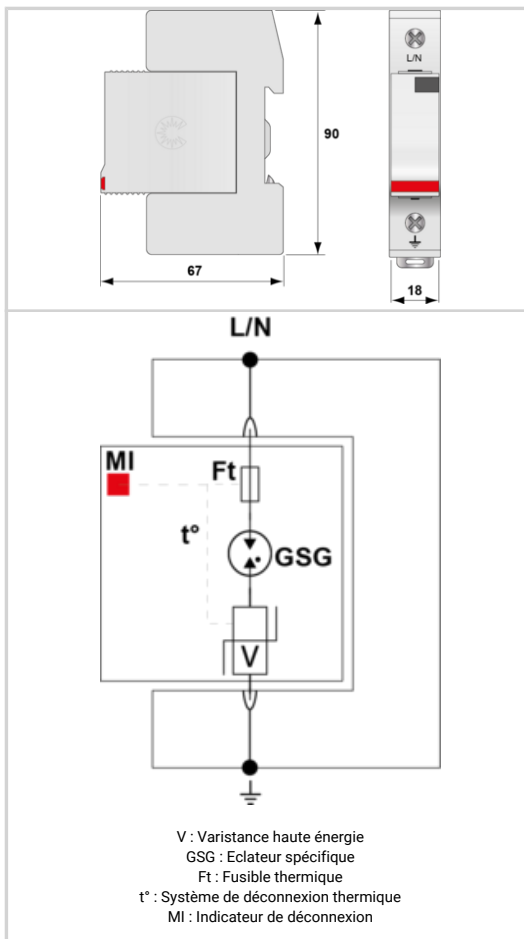 L/N
90
67
18
L/N
MI
Ft
t°
GSG
V
V : Varistance haute énergie
GSG : Eclateur spécifique
Ft : Fusible thermique
t° : Système de déconnexion thermique
MI : Indicateur de déconnexion